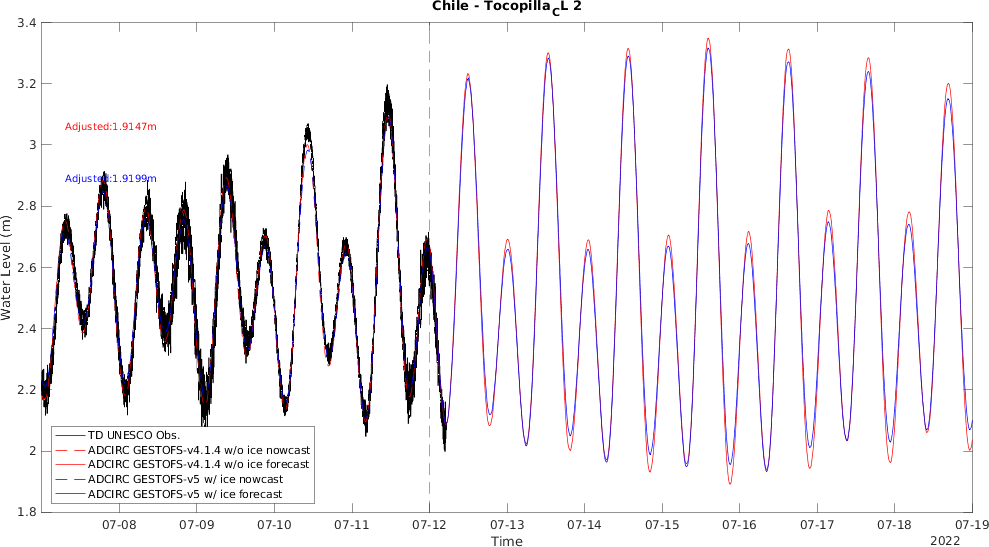 Chile - Tocopilla_CL 2
Adjusted:1.9147m
Adjusted:1.9199m
Water Level (m)
3.4
3.2
3
2.8
2.6
2.4
2.2
2
1.8
TD UNESCO Obs.
ADCIRC GESTOFS-v4.1.4 w/o ice nowcast
ADCIRC GESTOFS-v4.1.4 w/o ice forecast
ADCIRC GESTOFS-v5 w/ ice nowcast
ADCIRC GESTOFS-v5 w/ ice forecast
07-08 07-09 07-10 07-11 07-12 07-13 07-14 07-15 07-16 07-17 07-18 07-19
Time
2022